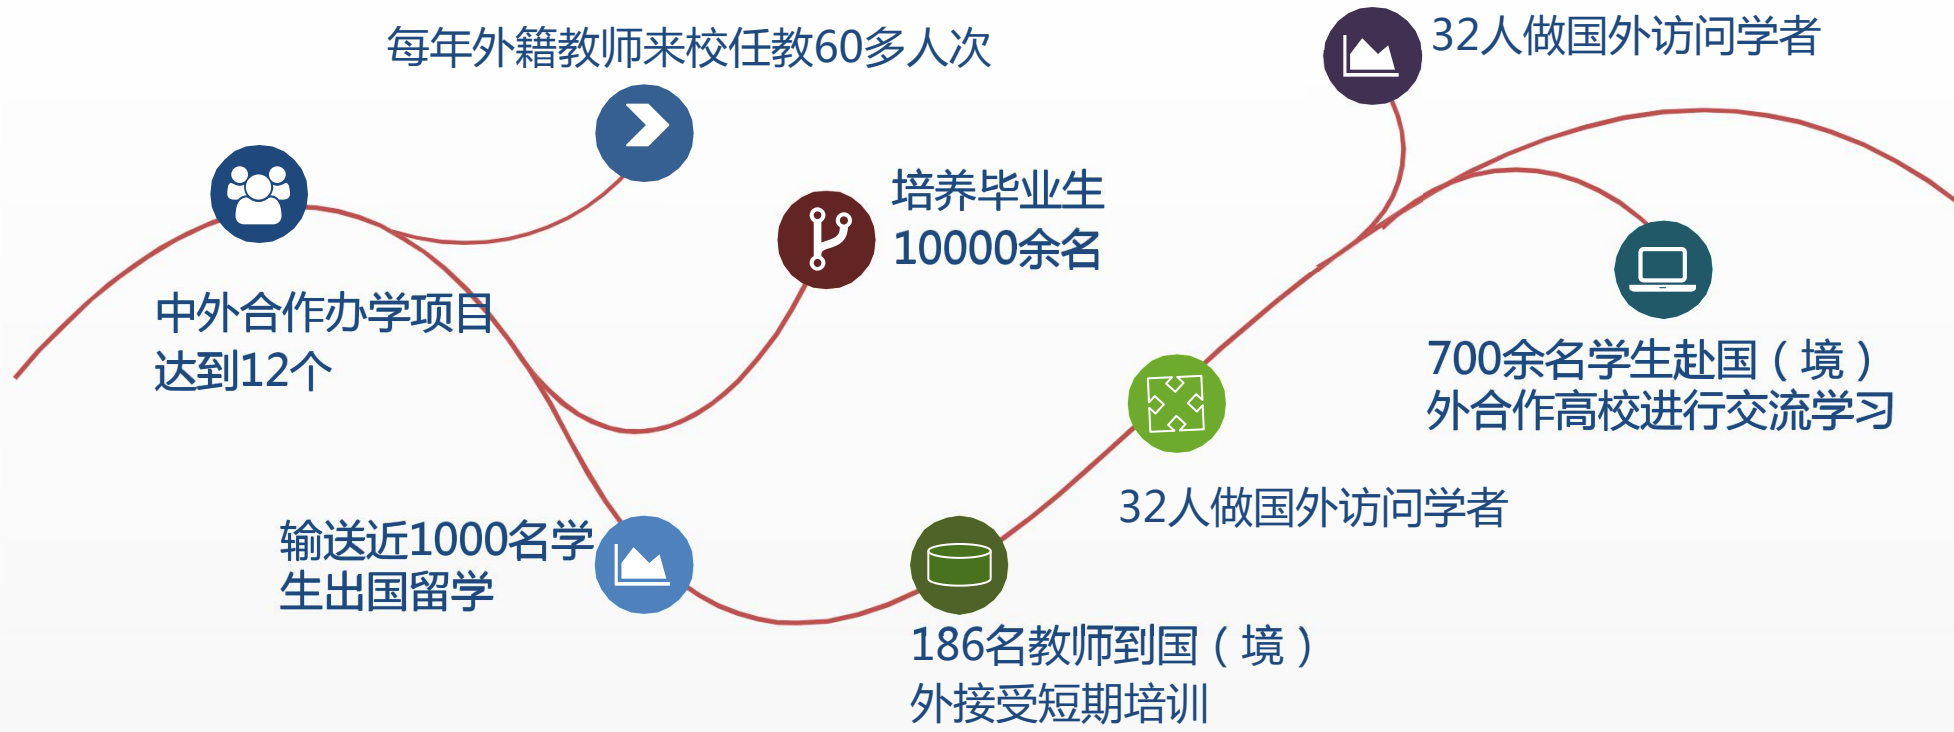 每年外籍教师来校任教60多人次
32人做国外访问学者
培养毕业生
10000余名
中外合作办学项目
达到12个
700余名学生赴国（境）
外合作高校进行交流学习
32人做国外访问学者
输送近1000名学
生出国留学
186名教师到国（境）
外接受短期培训